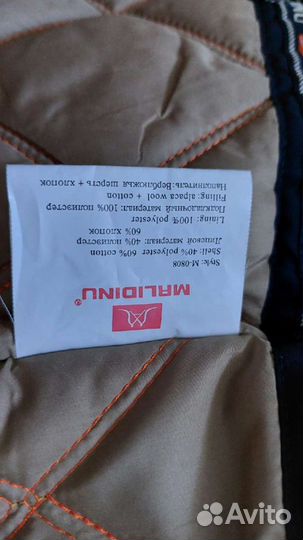 MALIDINU®
Style: M-0808
Shell: 40% polyester 60% cotton
Лицевой материал: 40% полиэстер
60% хлопок
Lining: 100% polyester
Подкладочный материал: 100% полиэстер
Filling: alpaca wool + cotton
Наполнитель-Верблюжья шерсть + хлопок
Avito